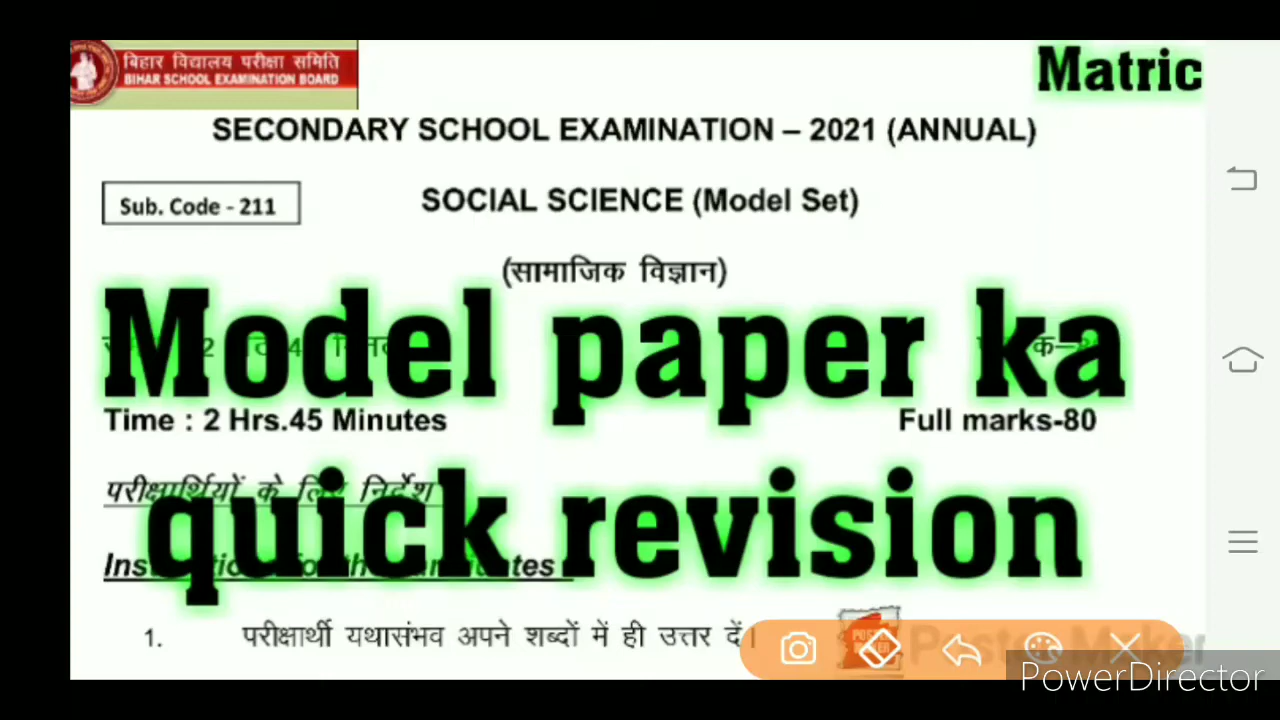 बिहार विद्यालय परीक्षा समिति
BIHAR SCHOOL EXAMINATION BOARD
Matric
SECONDARY SCHOOL EXAMINATION – 2021 (ANNUAL)
Sub. Code - 211
SOCIAL SCIENCE (Model Set)
(सामाजिक विज्ञान)
Model paper ka
Time : 2 Hrs.45 Minutes
Full marks-80
परीक्षार्थियों के लिए निर्देश
quick revision
1. परीक्षार्थी यथासंभव अपने शब्दों में ही उत्तर दें।
PowerDirector